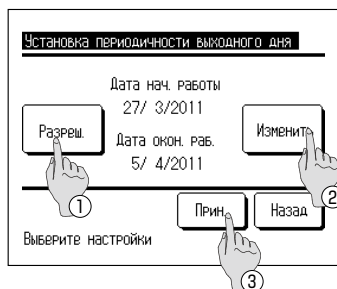 Установка периодичности выходного дня
Дата нач. работы
27/ 3/2011
Разреш.
Изменить
Дата окон. раб.
5/ 4/2011
①
②
Прин.
Назад
Выберите настройки
③